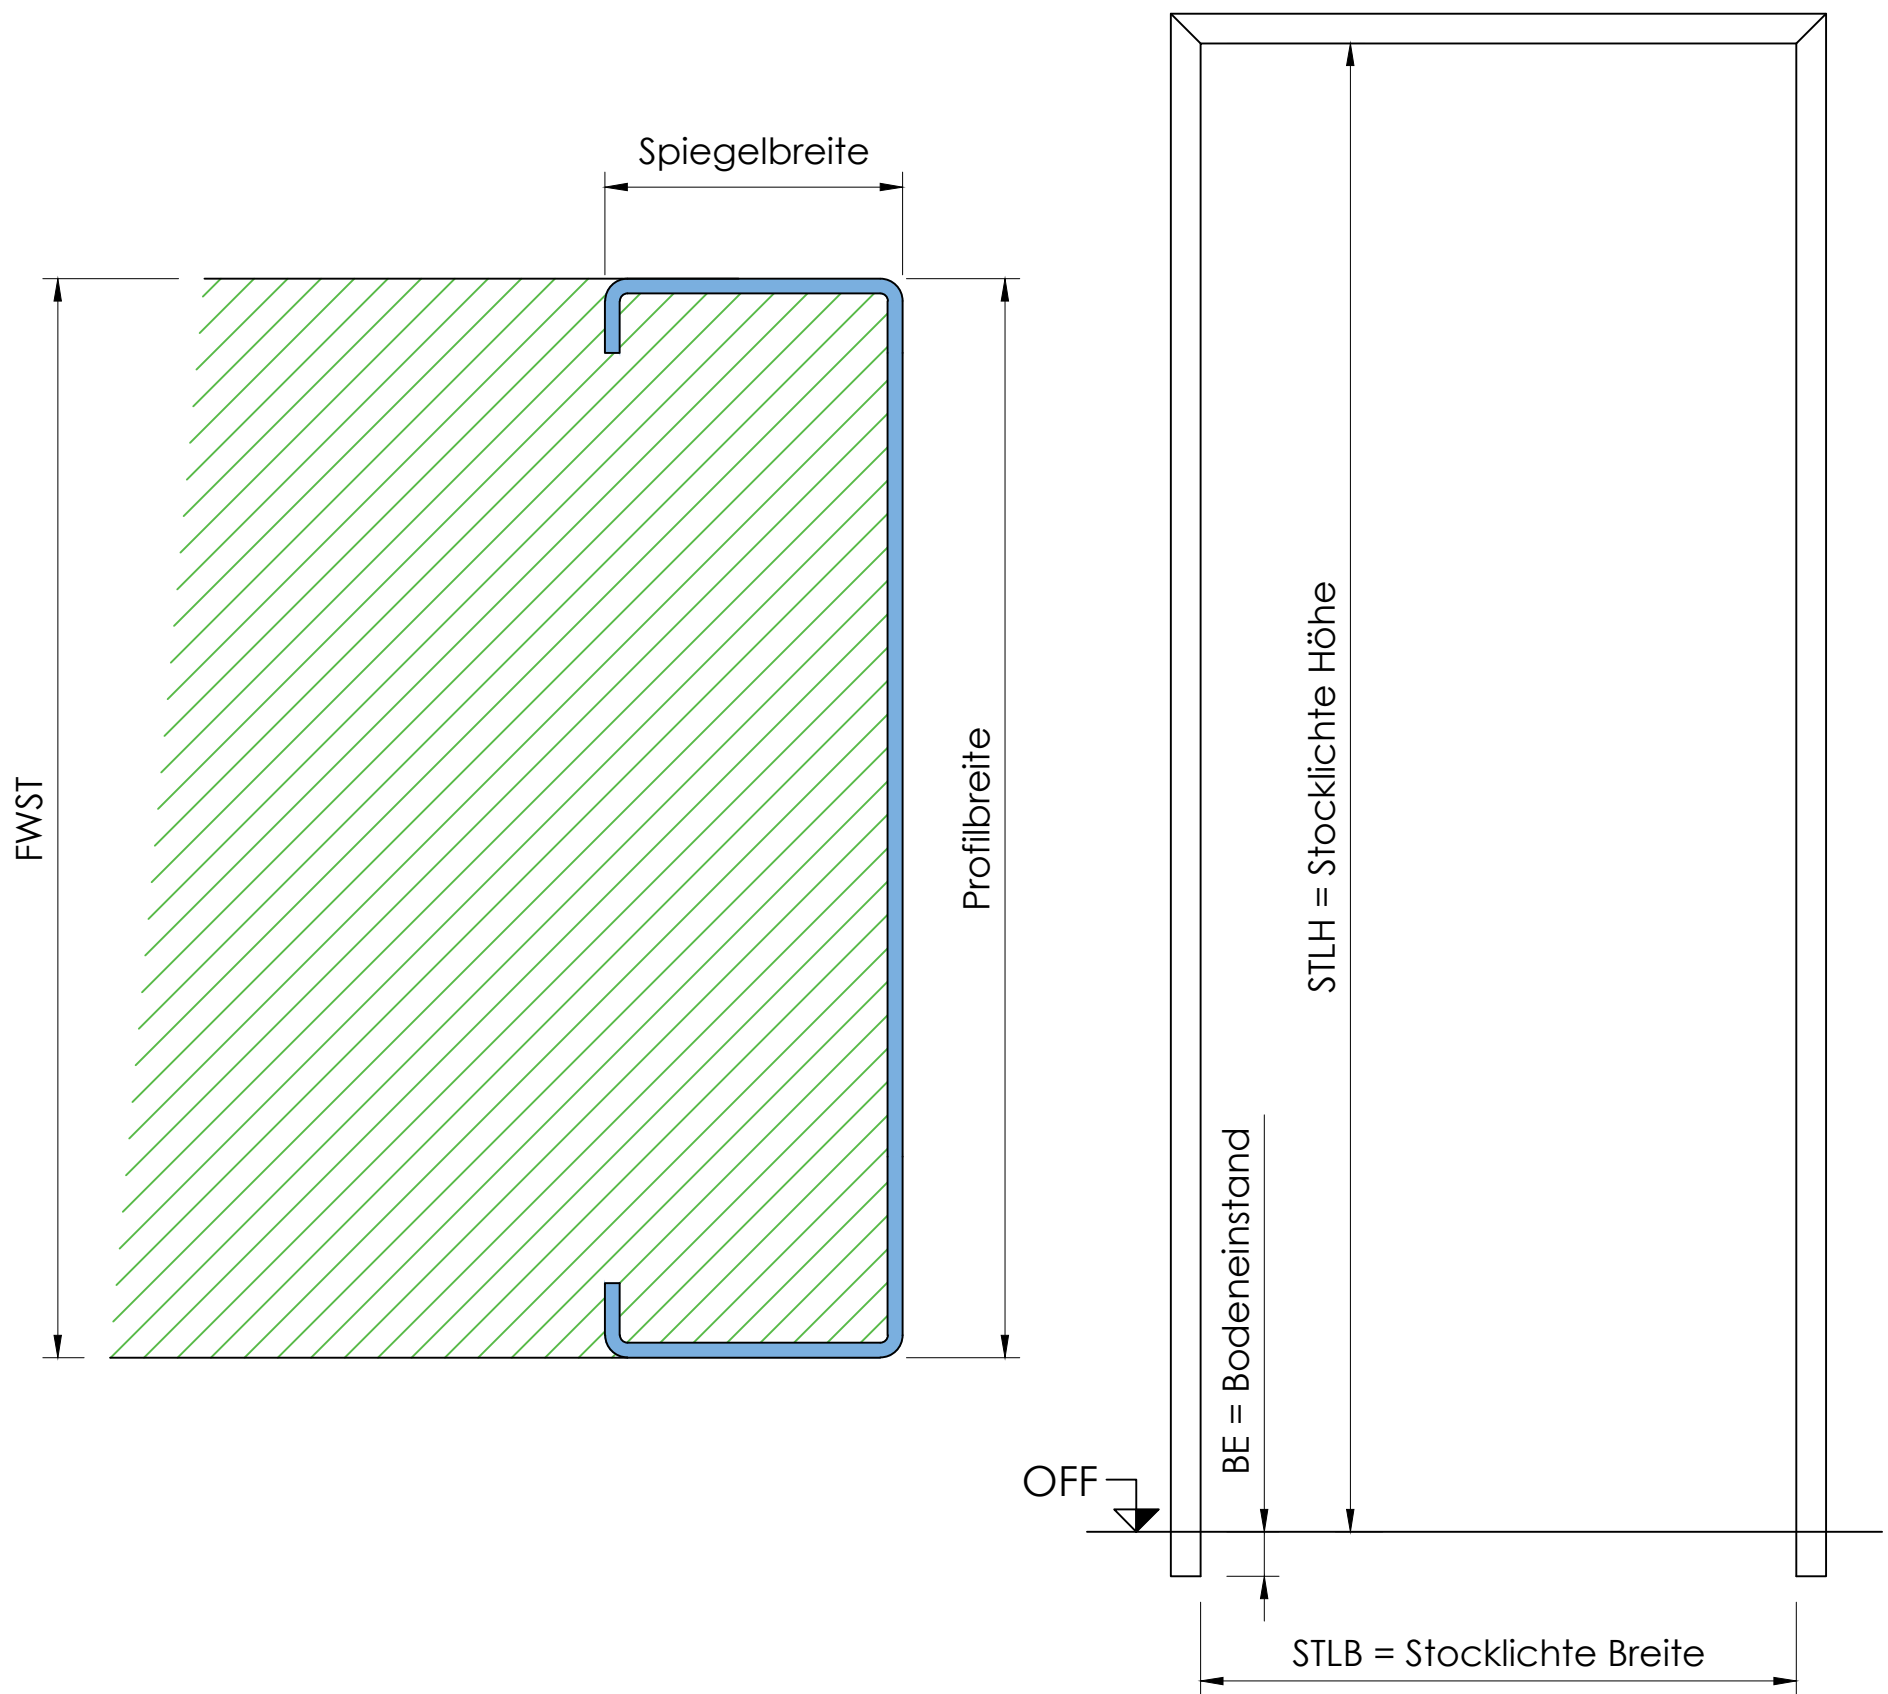 Spiegelbreite
FWST
Profilbreite
STLH = Stocklichte Höhe
BE = Bodeneinstand
OFF
STLB = Stocklichte Breite